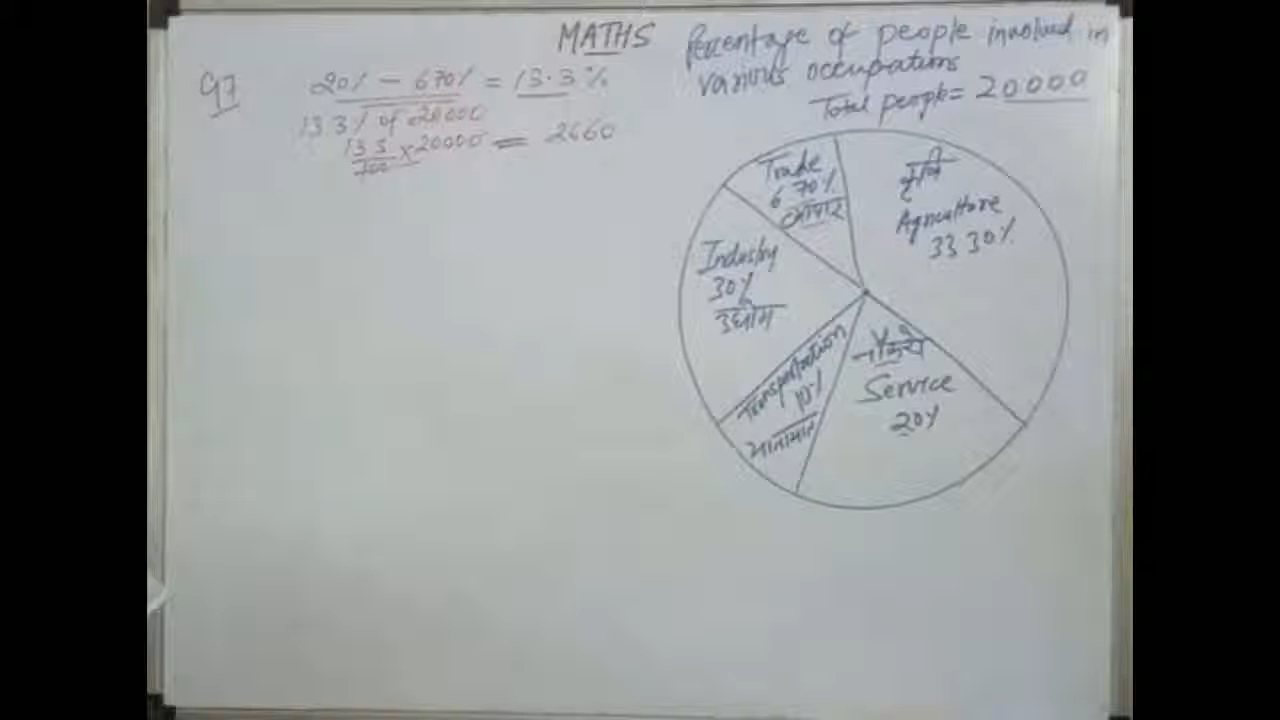 MATHS
Percentage of people involved in
various occupations
Total people = 20000
Q7
20% - 6 70% = 13.3%
13.3% of 20000
13 3/100 × 20000 = 2660
Trade
6 70%
व्यापार
कृषि
Agriculture
33 30%
Industry
30%
उद्योग
Transportation
10%
यातायात
नौकरी
Service
20%